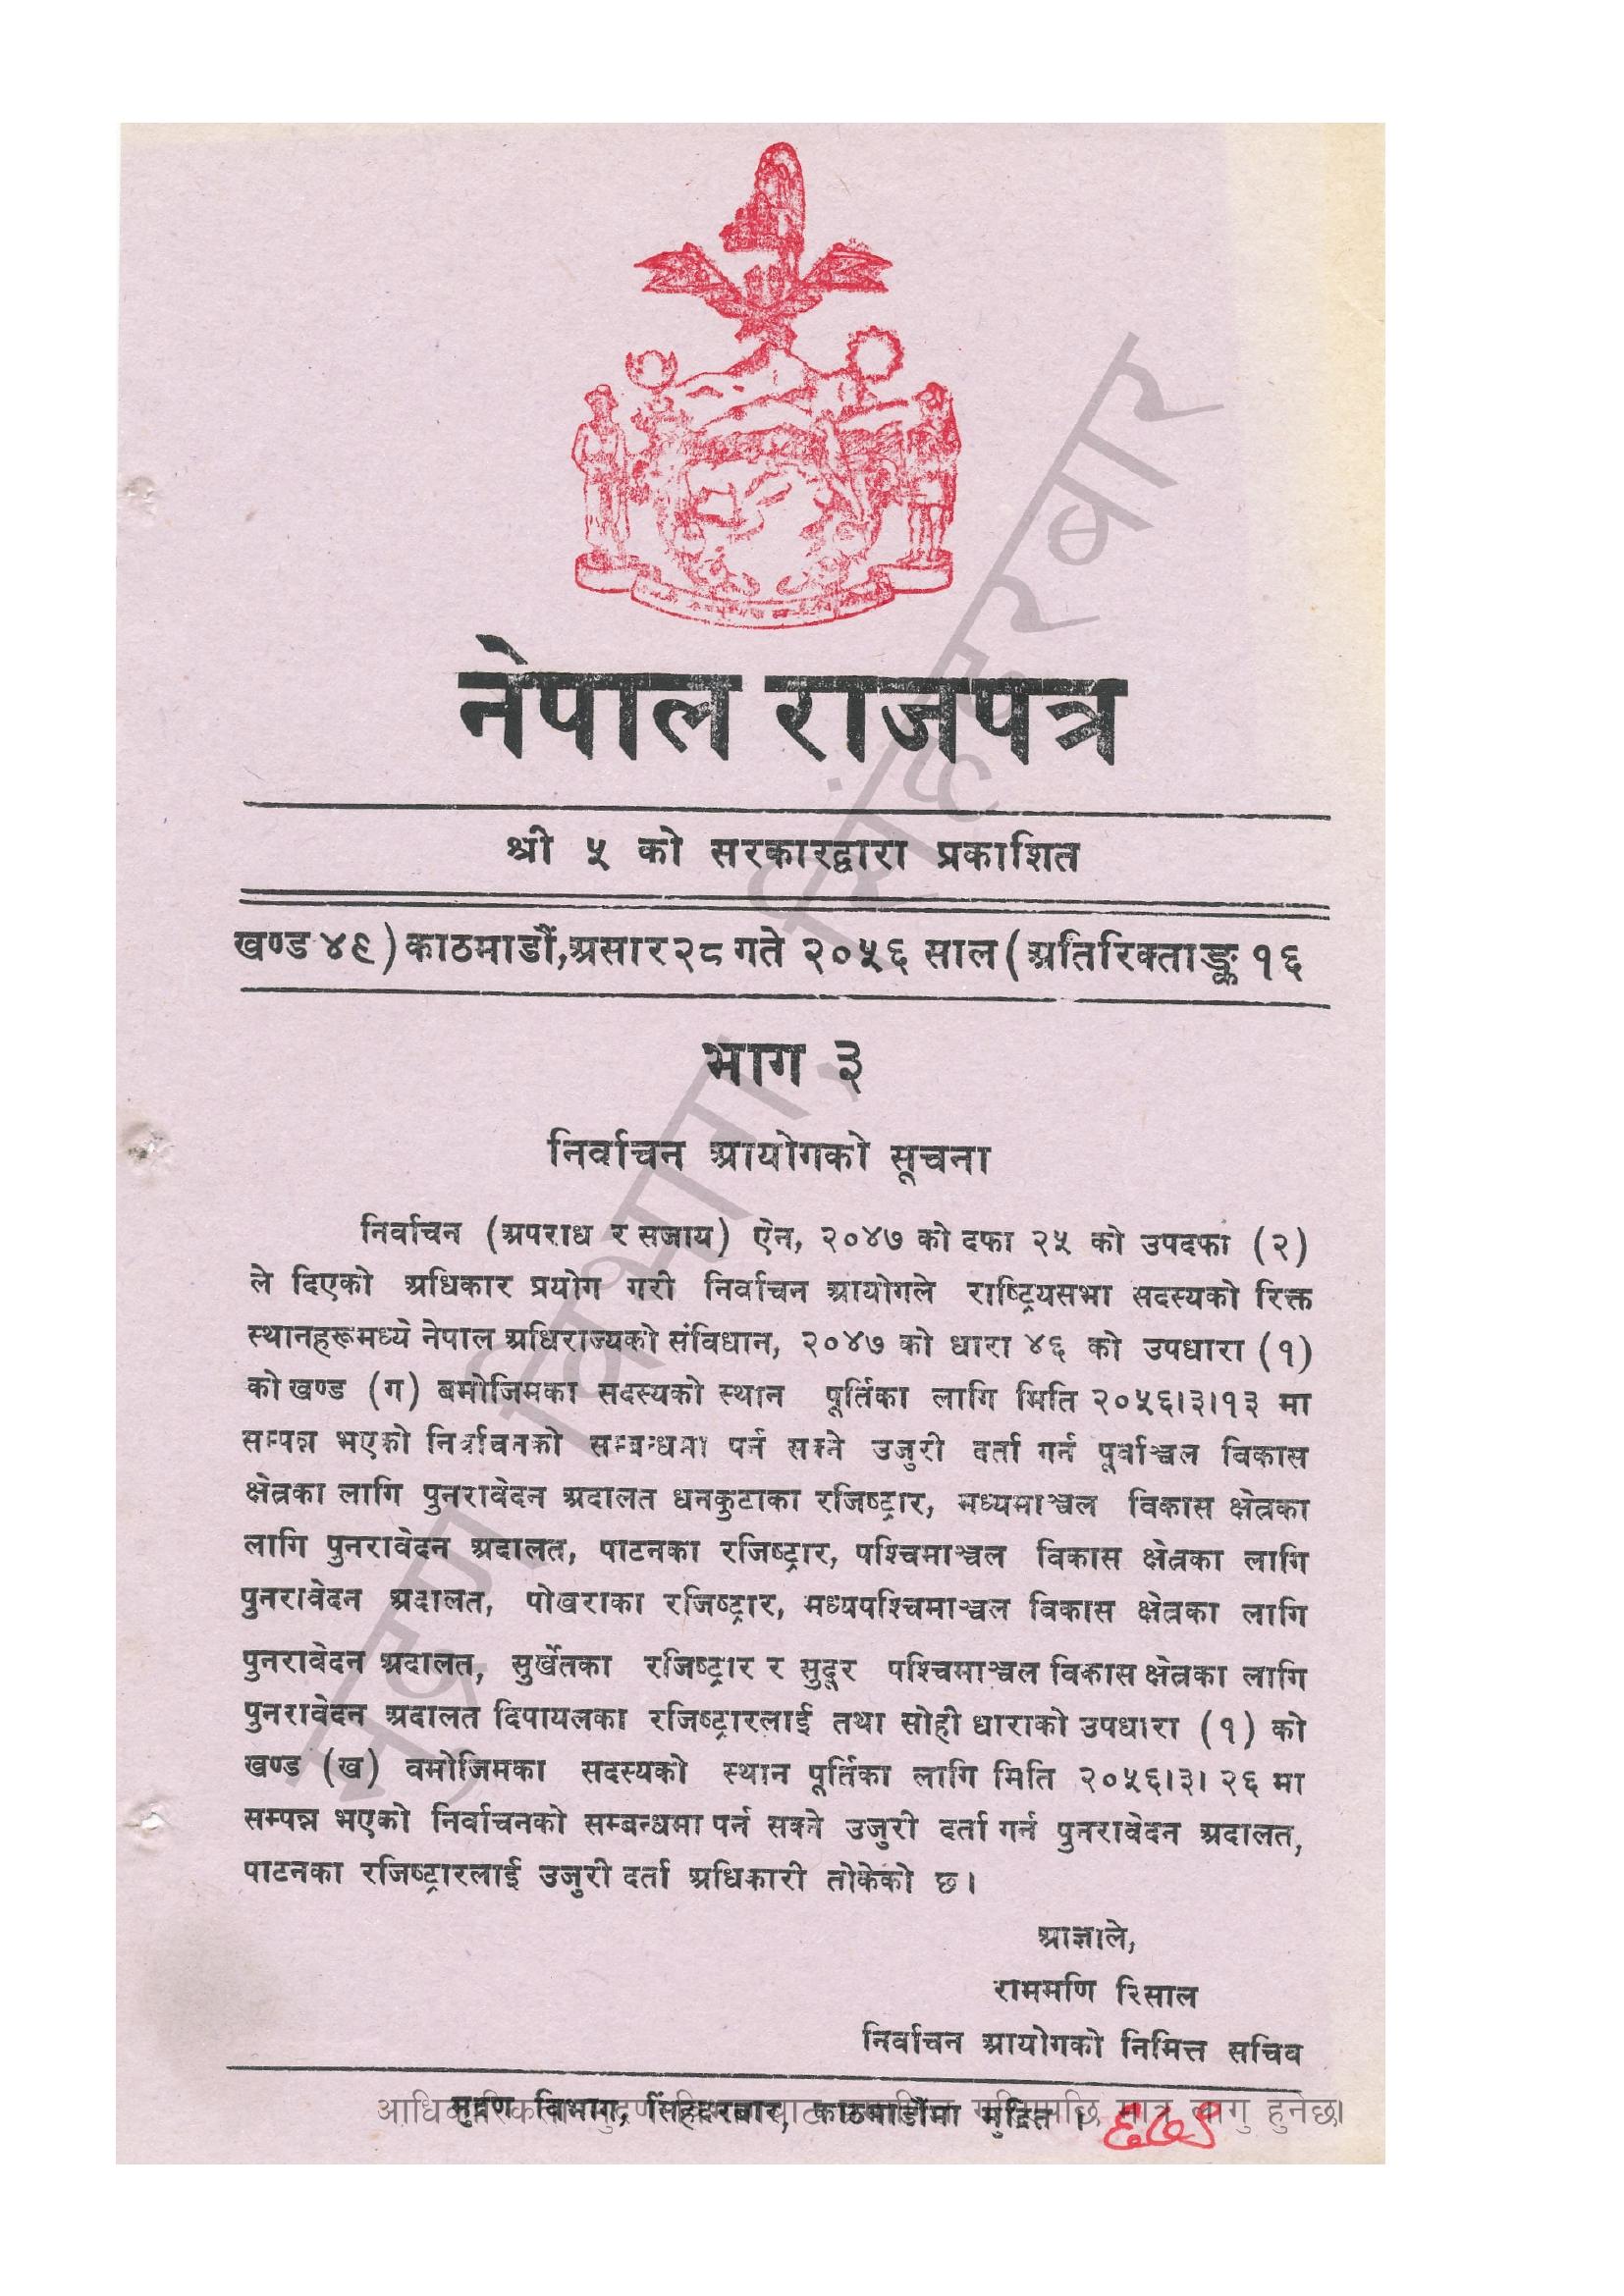 नेपाल राजपत्र
श्री ५ को सरकारद्वारा प्रकाशित
खण्ड ४९) काठमाडौं, असार २८ गते २०५६ साल (अतिरिक्ताङ्क १६
भाग ३
निर्वाचन आयोगको सूचना
निर्वाचन (अपराध र सजाय) ऐन, २०४७ को दफा २५ को उपदफा (२)
ले दिएको अधिकार प्रयोग गरी निर्वाचन आयोगले राष्ट्रियसभा सदस्यको रिक्त
स्थानहरूमध्ये नेपाल अधिराज्यको संविधान, २०४७ को धारा ४६ को उपधारा (१)
को खण्ड (ग) बमोजिमका सदस्यको स्थान पूर्तिका लागि मिति २०५६।३।१३ मा
सम्पन्न भएको निर्वाचनको सम्बन्धमा पर्न सक्ने उजुरी दर्ता गर्न पूर्वाञ्चल विकास
क्षेत्रका लागि पुनरावेदन अदालत धनकुटाका रजिष्ट्रार, मध्यमाञ्चल विकास क्षेत्रका
लागि पुनरावेदन अदालत, पाटनका रजिष्ट्रार, पश्चिमाञ्चल विकास क्षेत्रका लागि
पुनरावेदन अदालत, पोखराका रजिष्ट्रार, मध्यपश्चिमाञ्चल विकास क्षेत्रका लागि
पुनरावेदन अदालत, सुर्खेतका रजिष्ट्रार र सुदूर पश्चिमाञ्चल विकास क्षेत्रका लागि
पुनरावेदन अदालत दिपायलका रजिष्ट्रारलाई तथा सोही धाराको उपधारा (१) को
खण्ड (ख) वमोजिमका सदस्यको स्थान पूर्तिका लागि मिति २०५६।३। २६ मा
सम्पन्न भएको निर्वाचनको सम्बन्धमा पर्न सक्ने उजुरी दर्ता गर्न पुनरावेदन अदालत,
पाटनका रजिष्ट्रारलाई उजुरी दर्ता अधिकारी तोकेको छ।
आज्ञाले,
राममणि रिसाल
निर्वाचन आयोगको निमित्त सचिव
मुद्रण विभाग, सिंहदरबार, काठमाडौंमा मुद्रित ।
मात्र लागु हुनेछ।
मुद्रण विभाग, सिंहदरबार